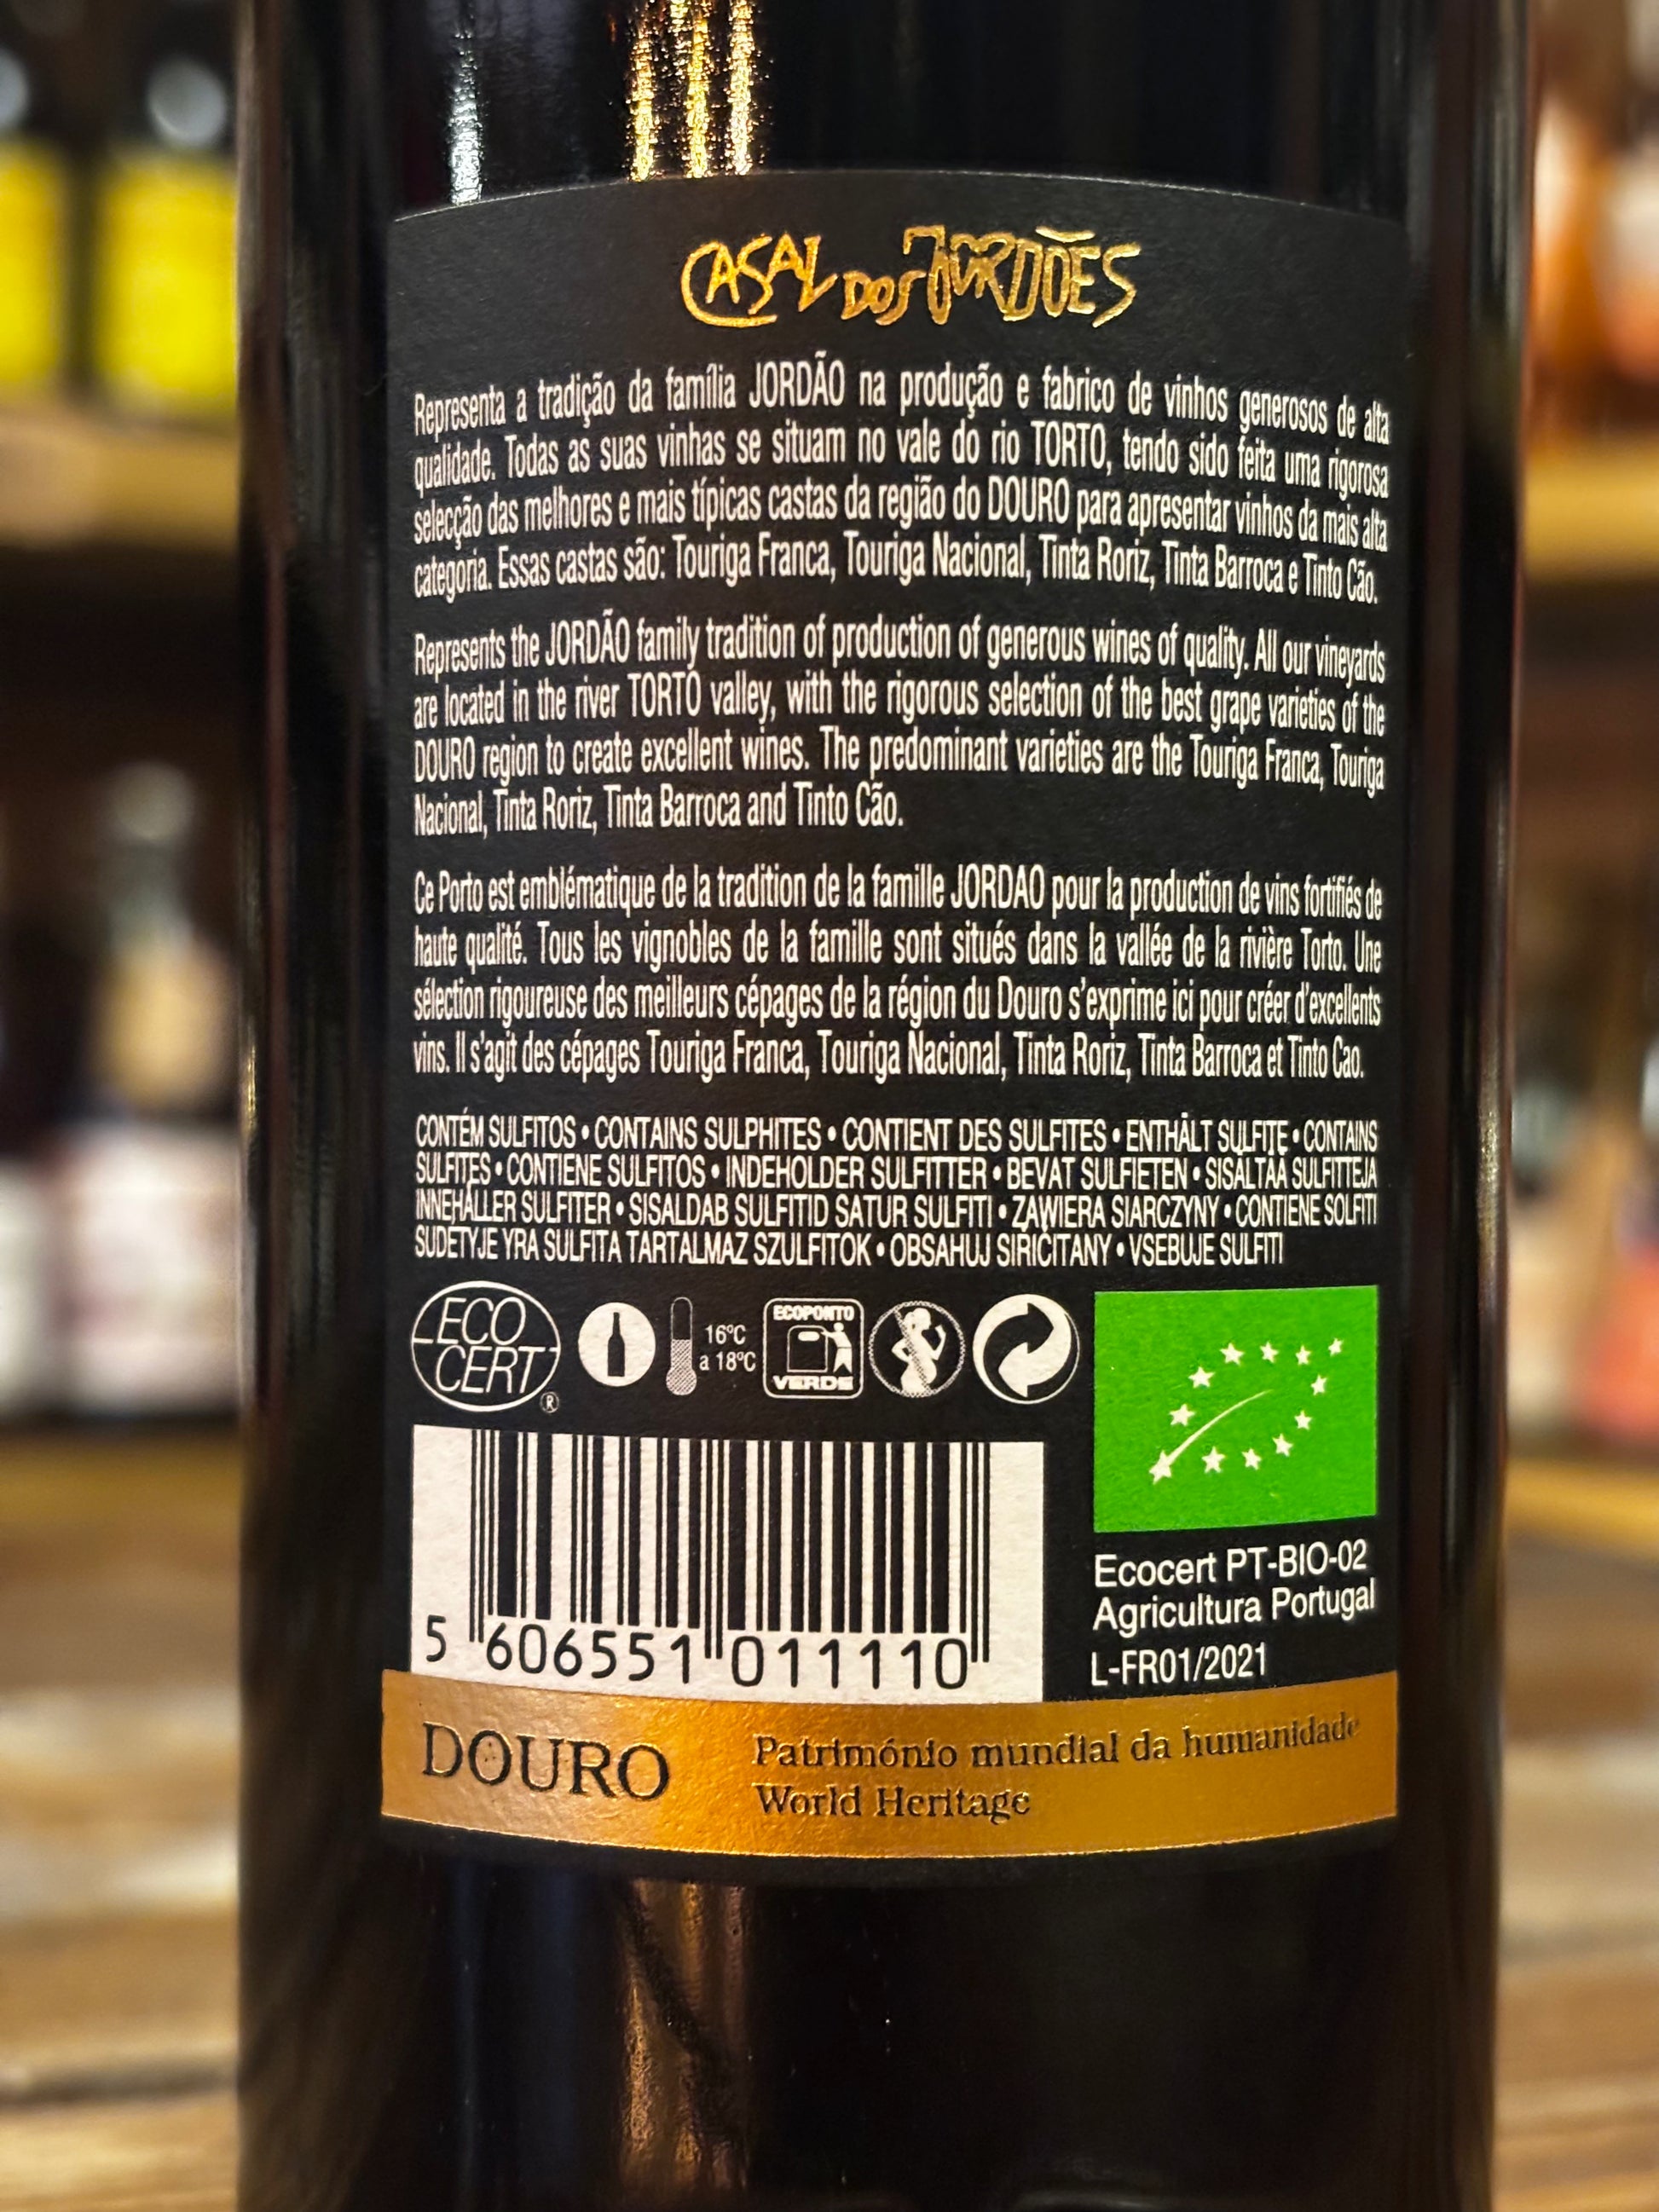 CASAL DOS JORDÕES
Representa a tradição da família JORDÃO na produção e fabrico de vinhos generosos de alta
qualidade. Todas as suas vinhas se situam no vale do rio TORTO, tendo sido feita uma rigorosa
selecção das melhores e mais típicas castas da região do DOURO para apresentar vinhos da mais alta
categoria. Essas castas são: Touriga Franca, Touriga Nacional, Tinta Roriz, Tinta Barroca e Tinto Cão.
Represents the JORDÃO family tradition of production of generous wines of quality. All our vineyards
are located in the river TORTO valley, with the rigorous selection of the best grape varieties of the
DOURO region to create excellent wines. The predominant varieties are the Touriga Franca, Touriga
Nacional, Tinta Roriz, Tinta Barroca and Tinto Cão.
Ce Porto est emblématique de la tradition de la famille JORDAO pour la production de vins fortifiés de
haute qualité. Tous les vignobles de la famille sont situés dans la vallée de la rivière Torto. Une
sélection rigoureuse des meilleurs cépages de la région du Douro s'exprime ici pour créer d'excellents
vins. Il s'agit des cépages Touriga Franca, Touriga Nacional, Tinta Roriz, Tinta Barroca et Tinto Cao.
CONTÉM SULFITOS • CONTAINS SULPHITES • CONTIENT DES SULFITES • ENTHÄLT SULFITE • CONTAINS
SULFITES • CONTIENE SULFITOS • INDEHOLDER SULFITTER • BEVAT SULFIETEN • SISÄLTÄÄ SULFITTEJA
INNEHÅLLER SULFITER • SISALDAB SULFITID SATUR SULFITI • ZAWIERA SIARCZYNY • CONTIENE SOLFITI
SUDETYJE YRA SULFITA TARTALMAZ SZULFITOK • OBSAHUJ SIŘIČITANY • VSEBUJE SULFITI
ECO
CERT
®
16ºC
a 18ºC
ECOPONTO
VERDE
5 606551 011110
Ecocert PT-BIO-02
Agricultura Portugal
L-FR01/2021
DOURO
Património mundial da humanidade
World Heritage